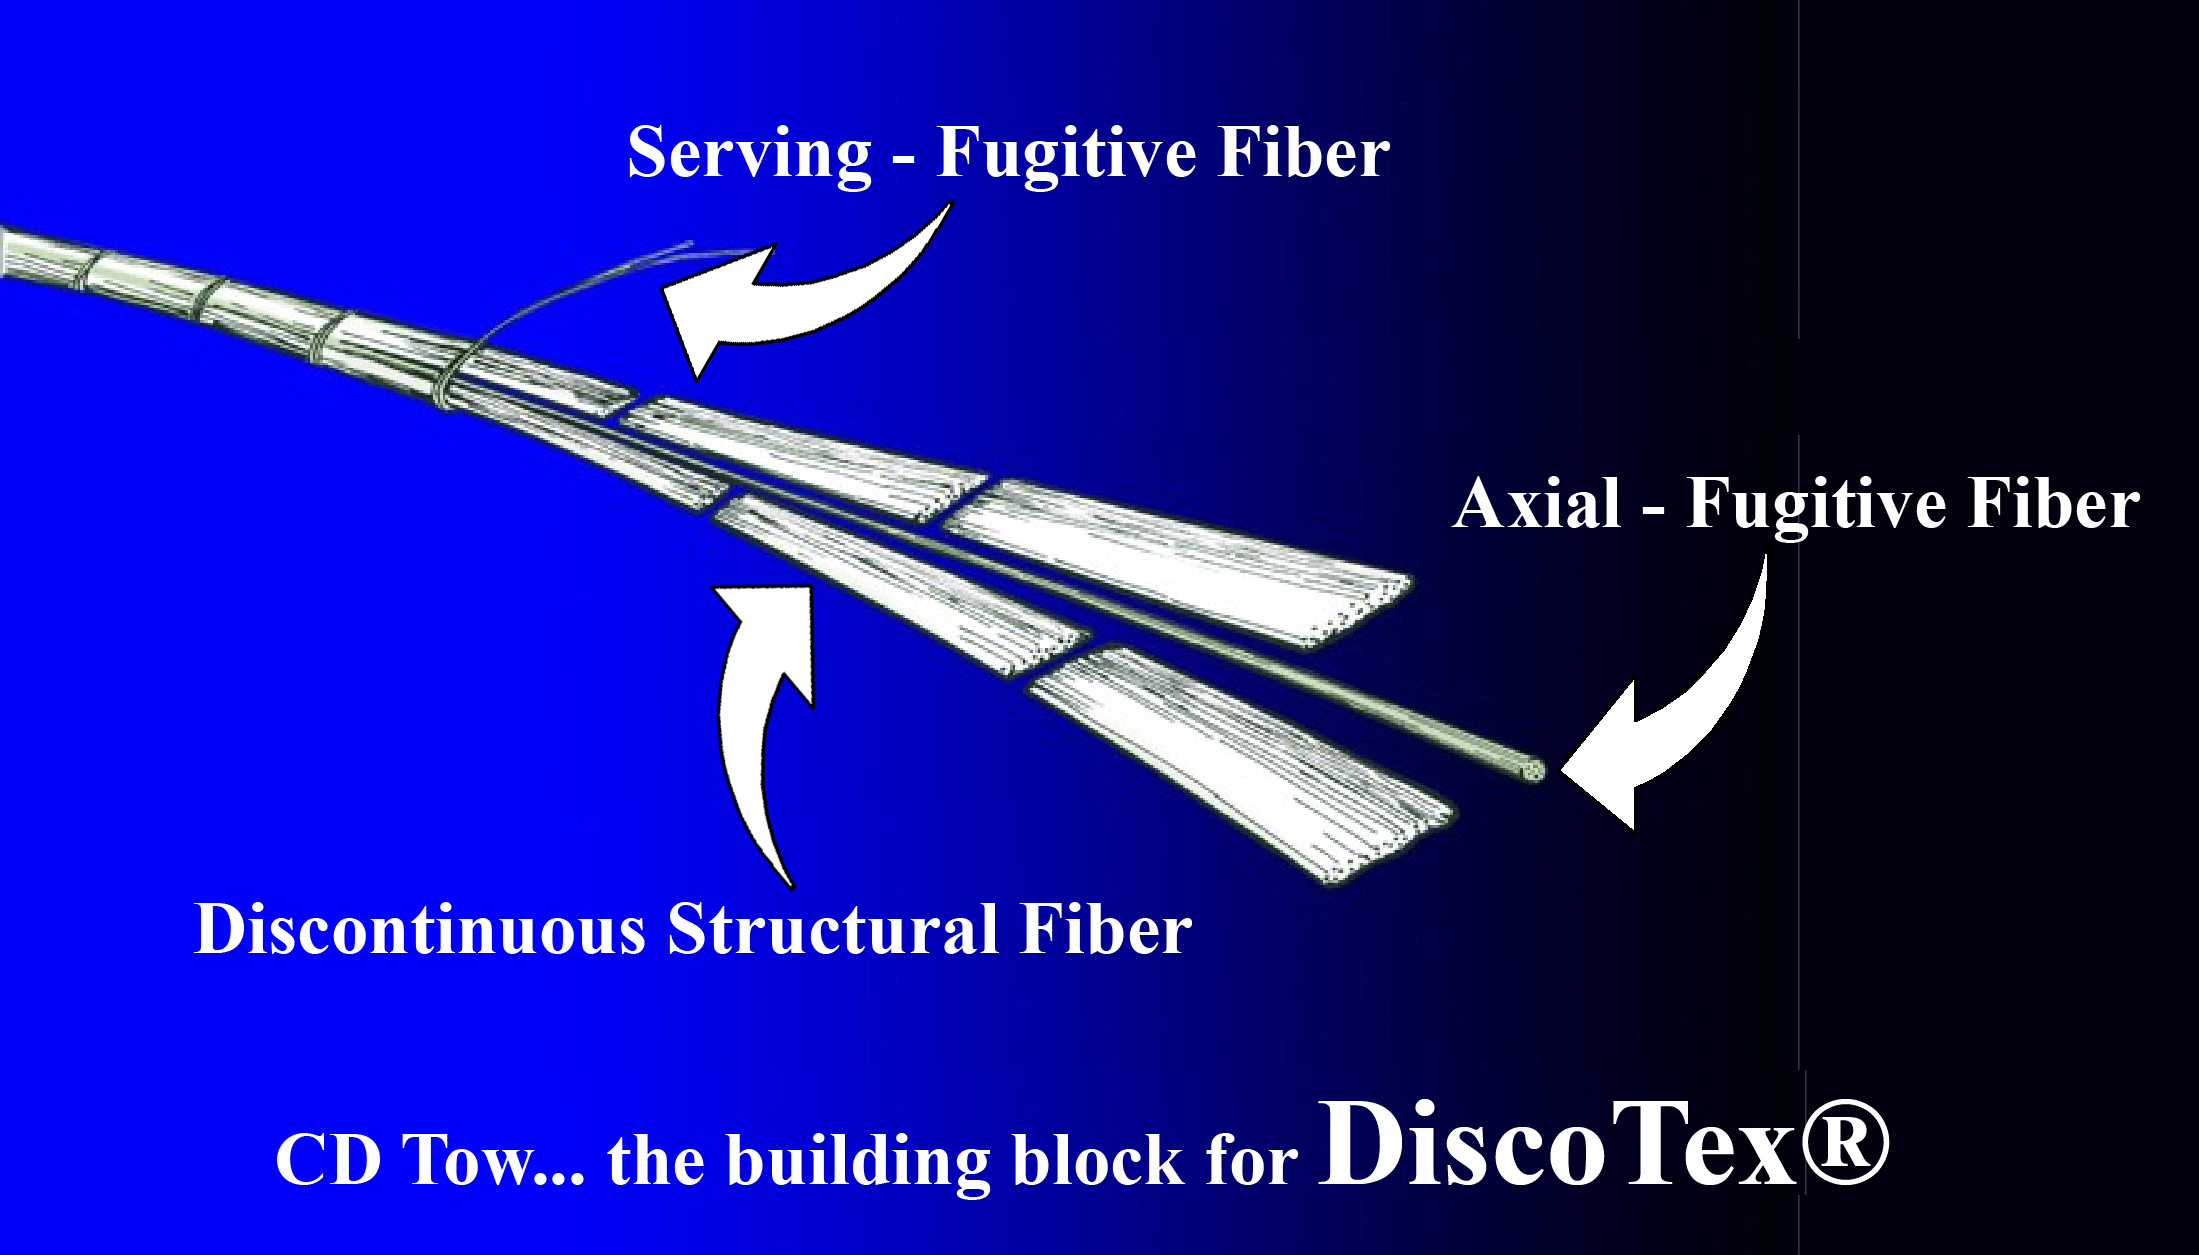 Serving - Fugitive Fiber
Axial - Fugitive Fiber
Discontinuous Structural Fiber
CD Tow... the building block for DiscoTex®